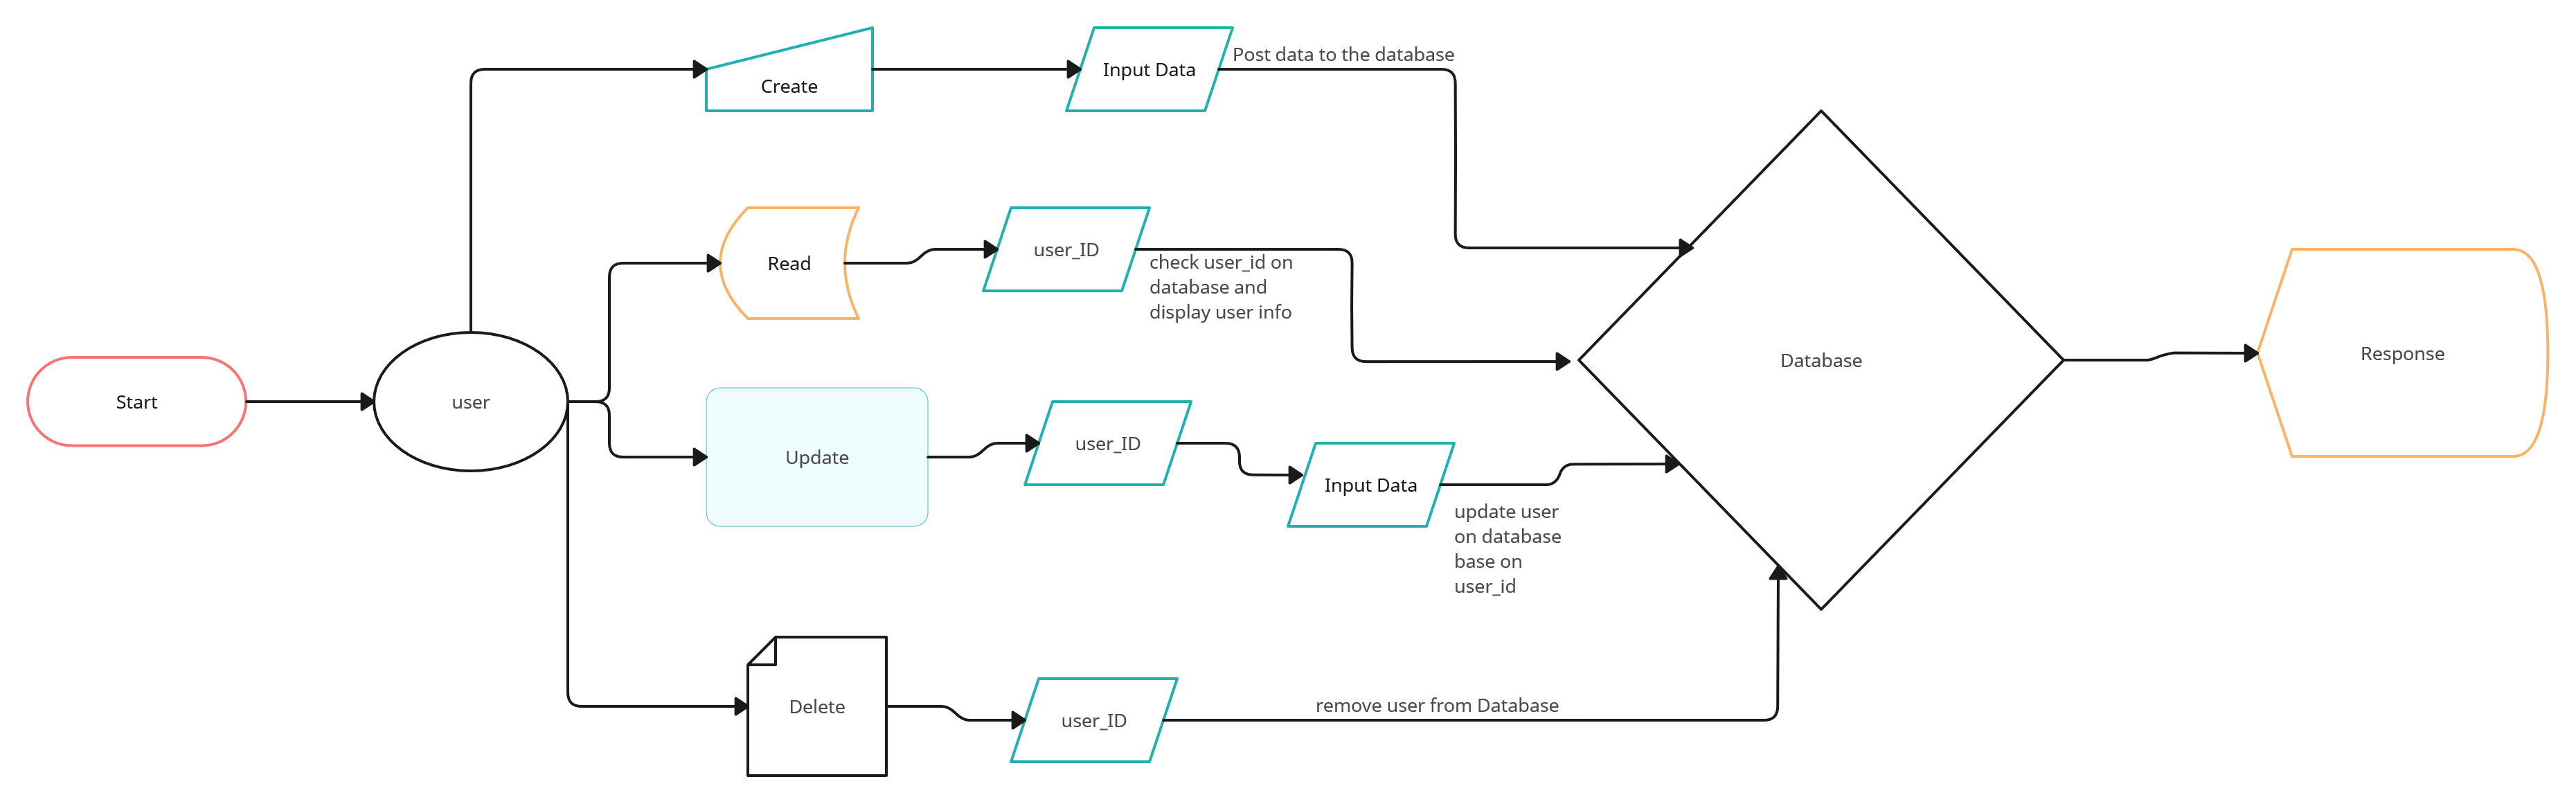 Create
Input Data
Post data to the database
Read
user_ID
check user_id on
database and
display user info
Start
user
Update
user_ID
Input Data
update user
on database
base on
user_id
Database
Response
Delete
user_ID
remove user from Database